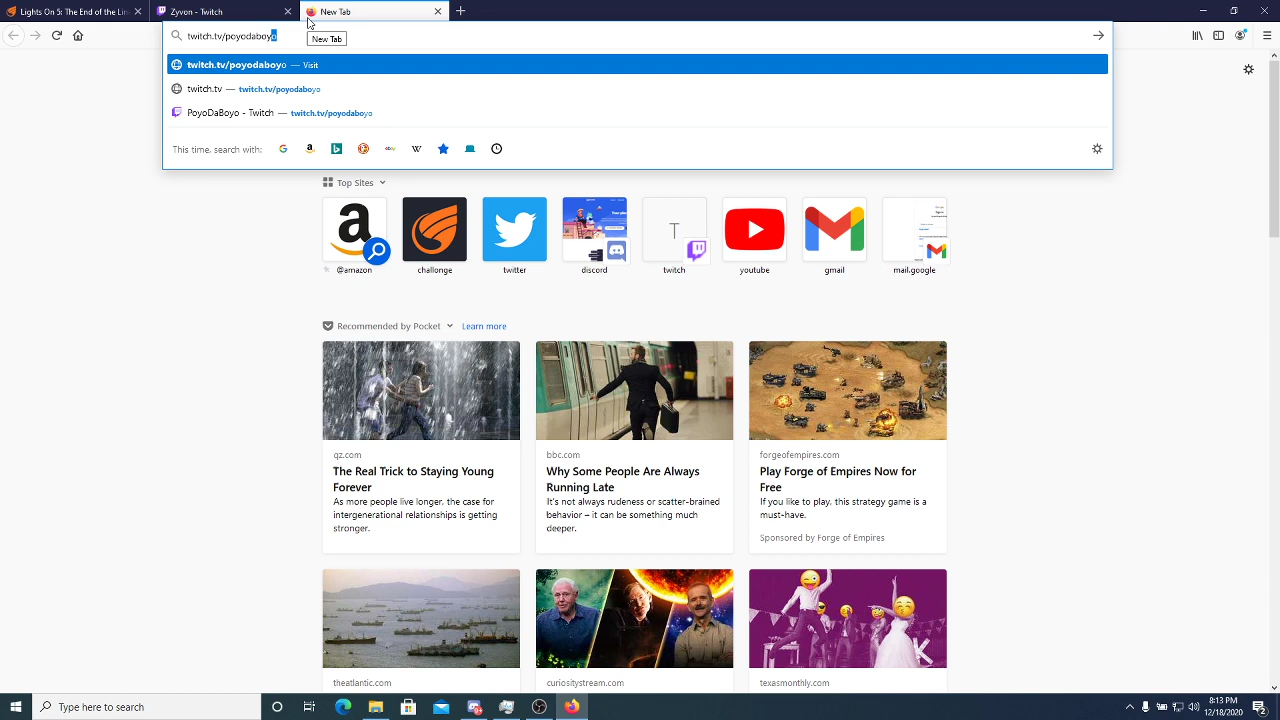 Lights On 5: The End of the Lin
Zyvon - Twitch
New Tab
twitch.tv/poyodaboyo
New Tab
twitch.tv/poyodaboyo — Visit
twitch.tv — twitch.tv/poyodaboyo
PoyoDaBoyo - Twitch — twitch.tv/poyodaboyo
This time, search with:
Top Sites
@amazon
challonge
twitter
discord
twitch
youtube
gmail
mail.google
Recommended by Pocket
Learn more
qz.com
The Real Trick to Staying Young
Forever
As more people live longer, the case for
intergenerational relationships is getting
stronger.
bbc.com
Why Some People Are Always
Running Late
It's not always rudeness or scatter-brained
behavior – it can be something much
deeper.
forgeofempires.com
Play Forge of Empires Now for
Free
If you like to play, this strategy game is a
must-have.
Sponsored by Forge of Empires
theatlantic.com
curiositystream.com
texasmonthly.com
Type here to search
8:13 PM
12/18/2020